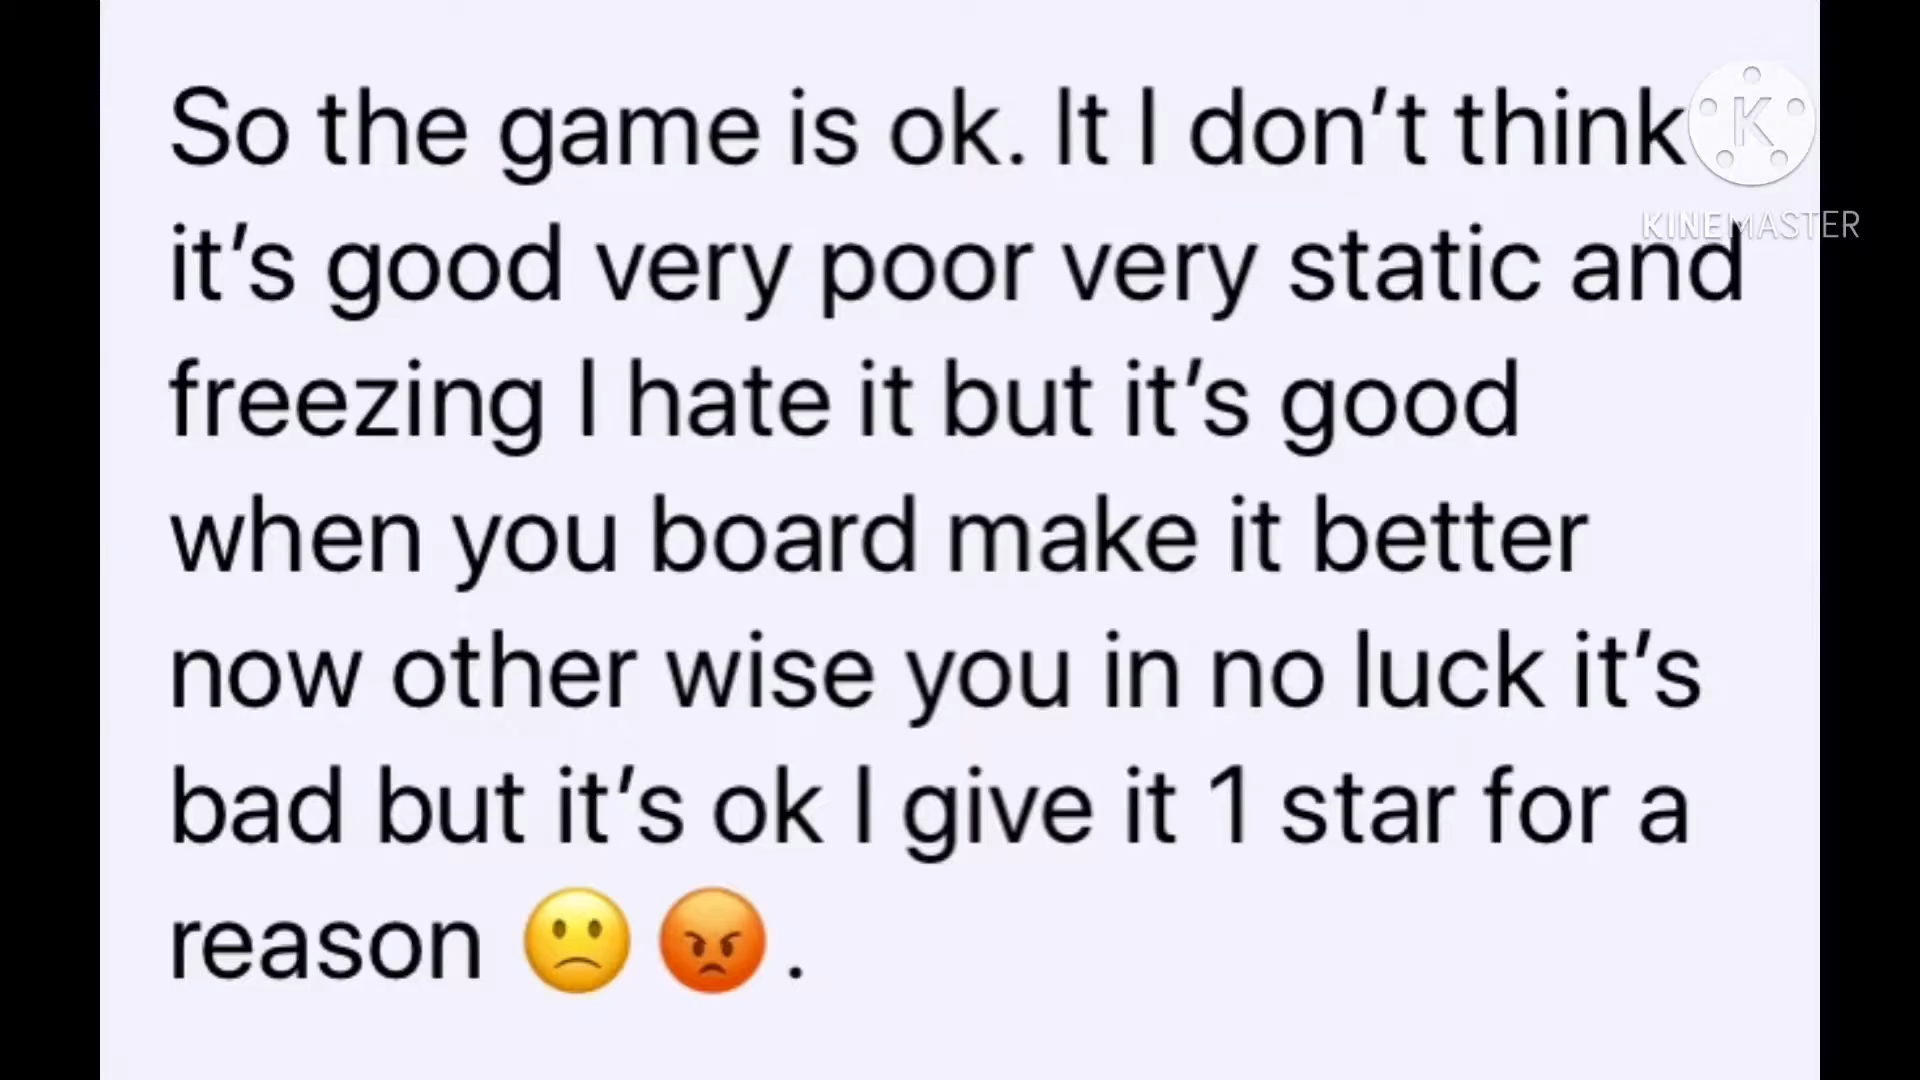 So the game is ok. It I don’t think
K
KINEMASTER
it’s good very poor very static and
freezing I hate it but it’s good
when you board make it better
now other wise you in no luck it’s
bad but it’s ok I give it 1 star for a
reason 🙁 😡 .